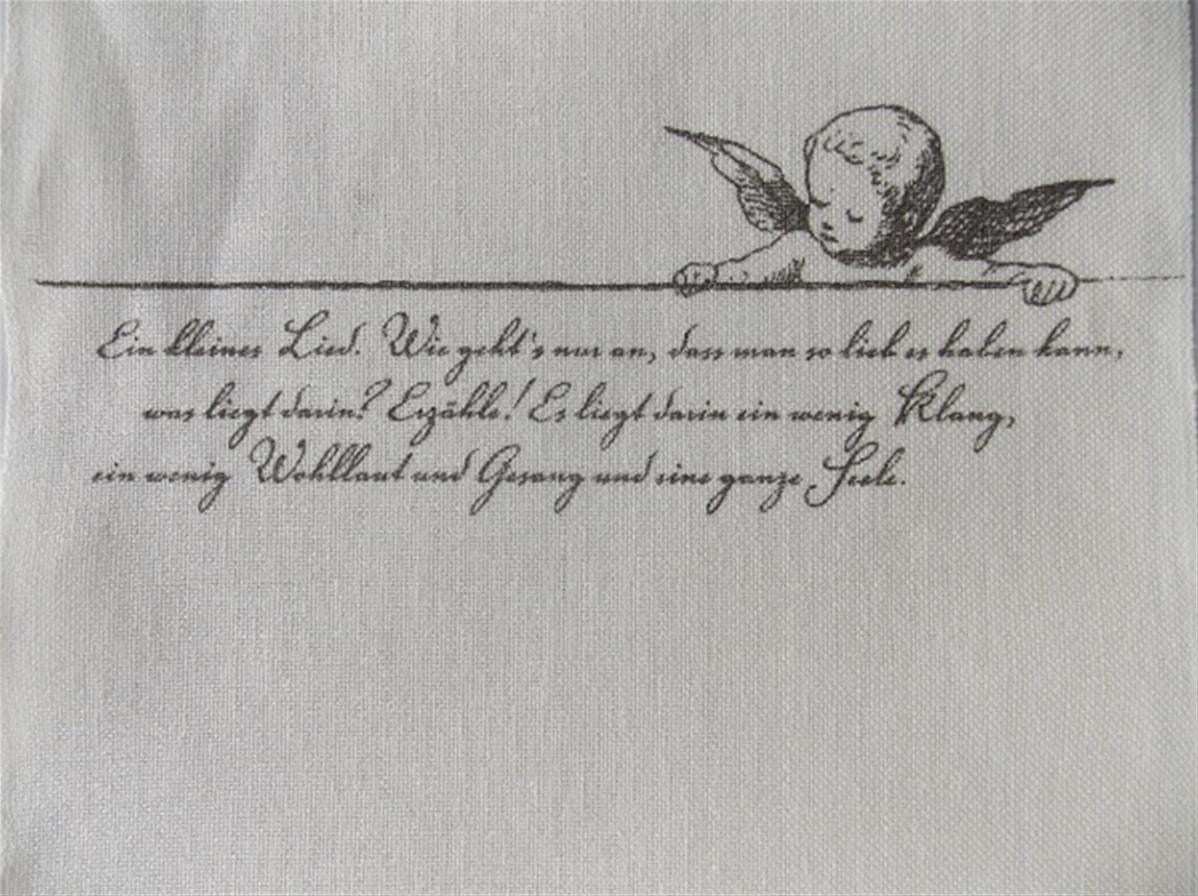 Ein kleines Lied. Wie geht's nur an, dass man so lieb es haben kann,
was liegt darin? Erzähle! Es liegt darin ein wenig Klang,
ein wenig Wohllaut und Gesang und eine ganze Seele.